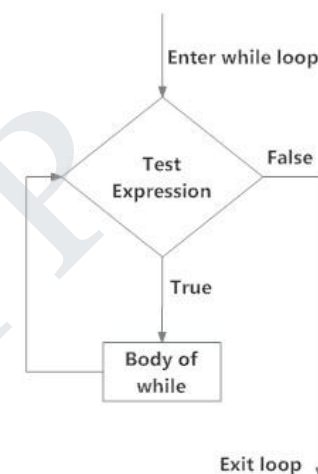 Enter while loop
Test
Expression
False
True
Body of
while
Exit loop